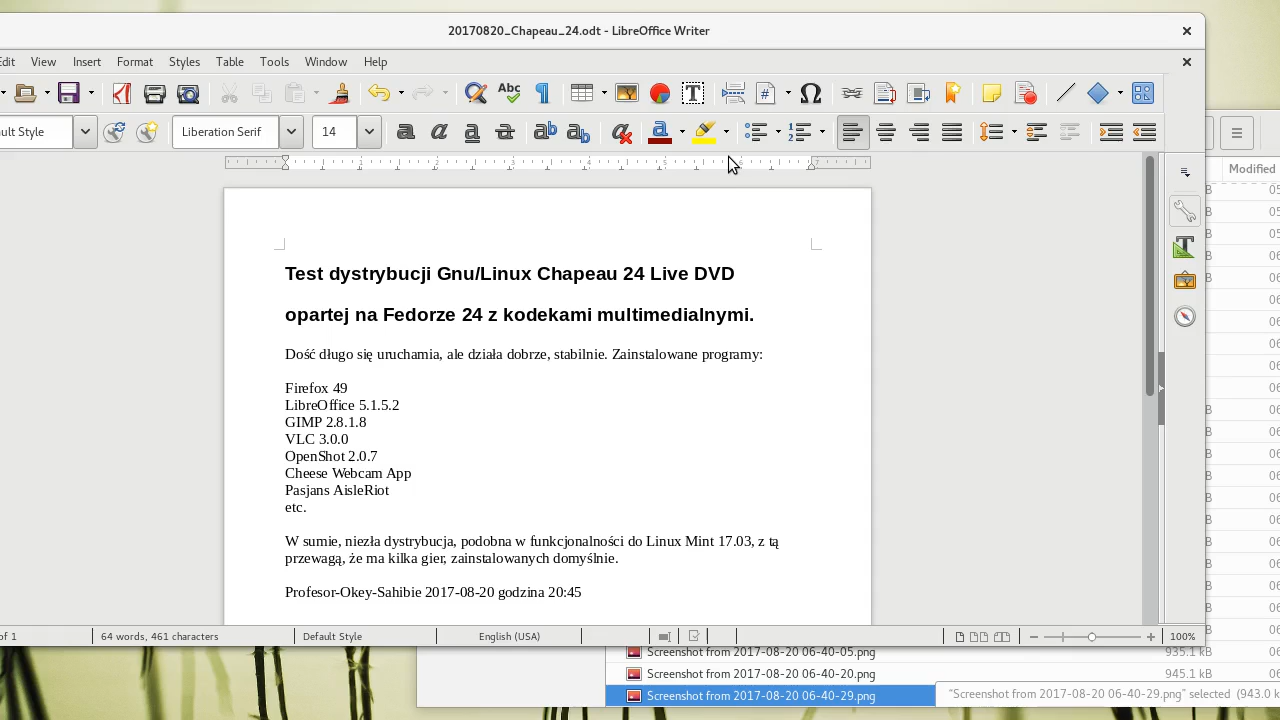 20170820_Chapeau_24.odt - LibreOffice Writer
Edit View Insert Format Styles Table Tools Window Help
ult Style Liberation Serif 14
Modified
Test dystrybucji Gnu/Linux Chapeau 24 Live DVD
opartej na Fedorze 24 z kodekami multimedialnymi.
Dość długo się uruchamia, ale działa dobrze, stabilnie. Zainstalowane programy:
Firefox 49
LibreOffice 5.1.5.2
GIMP 2.8.1.8
VLC 3.0.0
OpenShot 2.0.7
Cheese Webcam App
Pasjans AisleRiot
etc.
W sumie, niezła dystrybucja, podobna w funkcjonalności do Linux Mint 17.03, z tą
przewagą, że ma kilka gier, zainstalowanych domyślnie.
Profesor-Okey-Sahibie 2017-08-20 godzina 20:45
of 1 64 words, 461 characters Default Style English (USA) 100%
Screenshot from 2017-08-20 06-40-05.png 935.1 kB
Screenshot from 2017-08-20 06-40-20.png 945.1 kB
Screenshot from 2017-08-20 06-40-29.png "Screenshot from 2017-08-20 06-40-29.png" selected (943.0